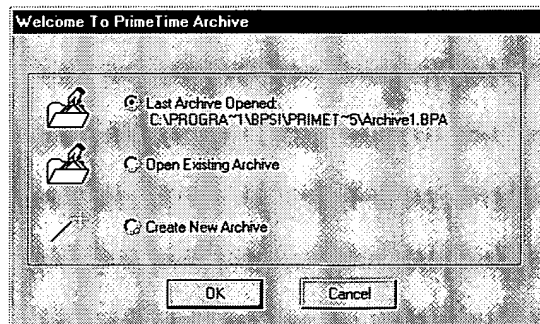 Welcome To PrimeTime Archive
Last Archive Opened:
C:\PROGRA~1\BPSI\PRIMET~5\Archive1.BPA
Open Existing Archive
Create New Archive
OK
Cancel